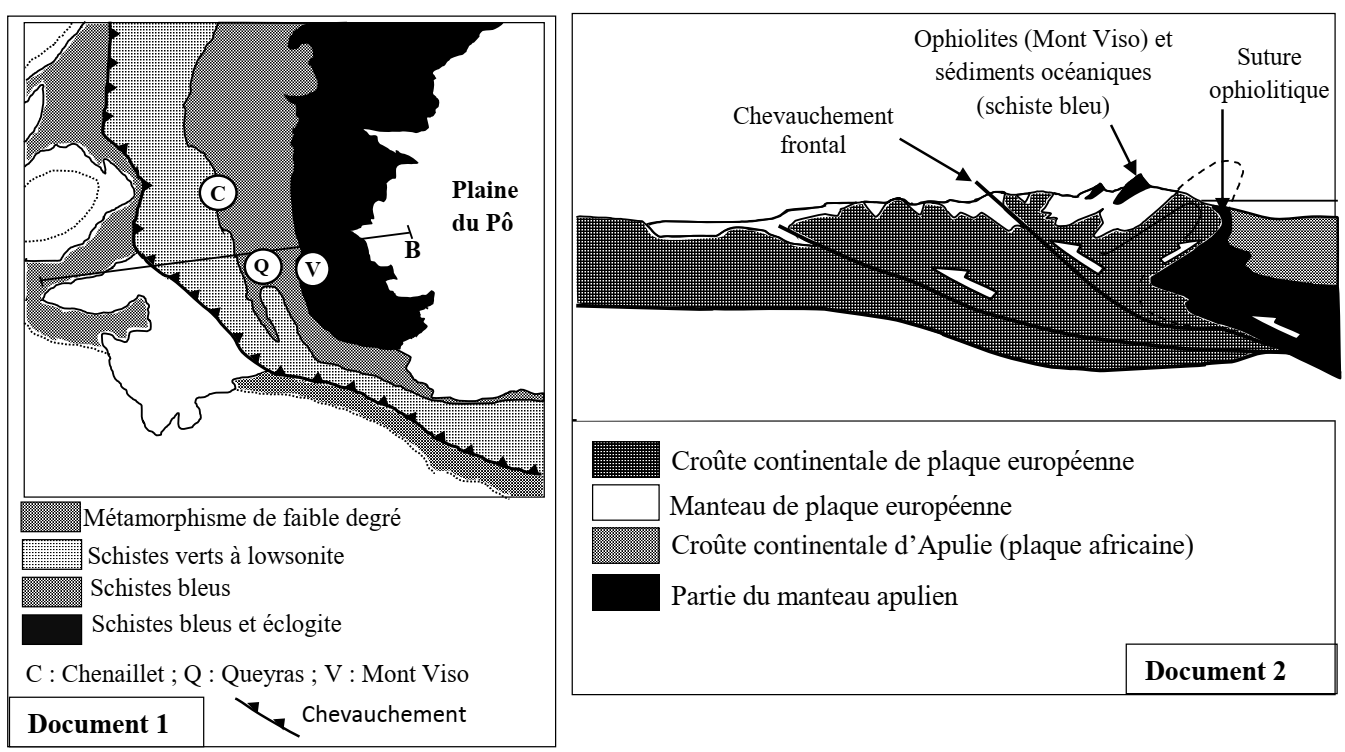 C
Plaine
du Pô
B
Q
V
Métamorphisme de faible degré
Schistes verts à lowsonite
Schistes bleus
Schistes bleus et éclogite
C : Chenaillet ; Q : Queyras ; V : Mont Viso
Chevauchement
Document 1
Ophiolites (Mont Viso) et
sédiments océaniques
(schiste bleu)
Suture
ophiolitique
Chevauchement
frontal
Croûte continentale de plaque européenne
Manteau de plaque européenne
Croûte continentale d’Apulie (plaque africaine)
Partie du manteau apulien
Document 2